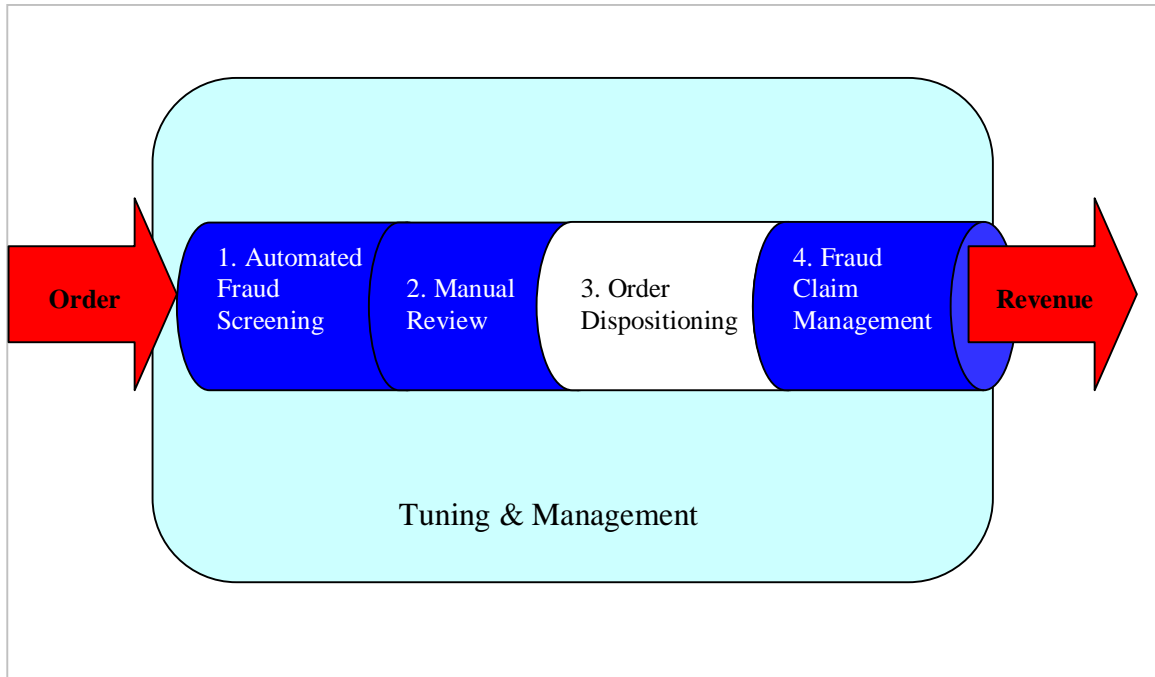 Order
1. Automated
Fraud
Screening
2. Manual
Review
3. Order
Dispositioning
4. Fraud
Claim
Management
Revenue
Tuning & Management